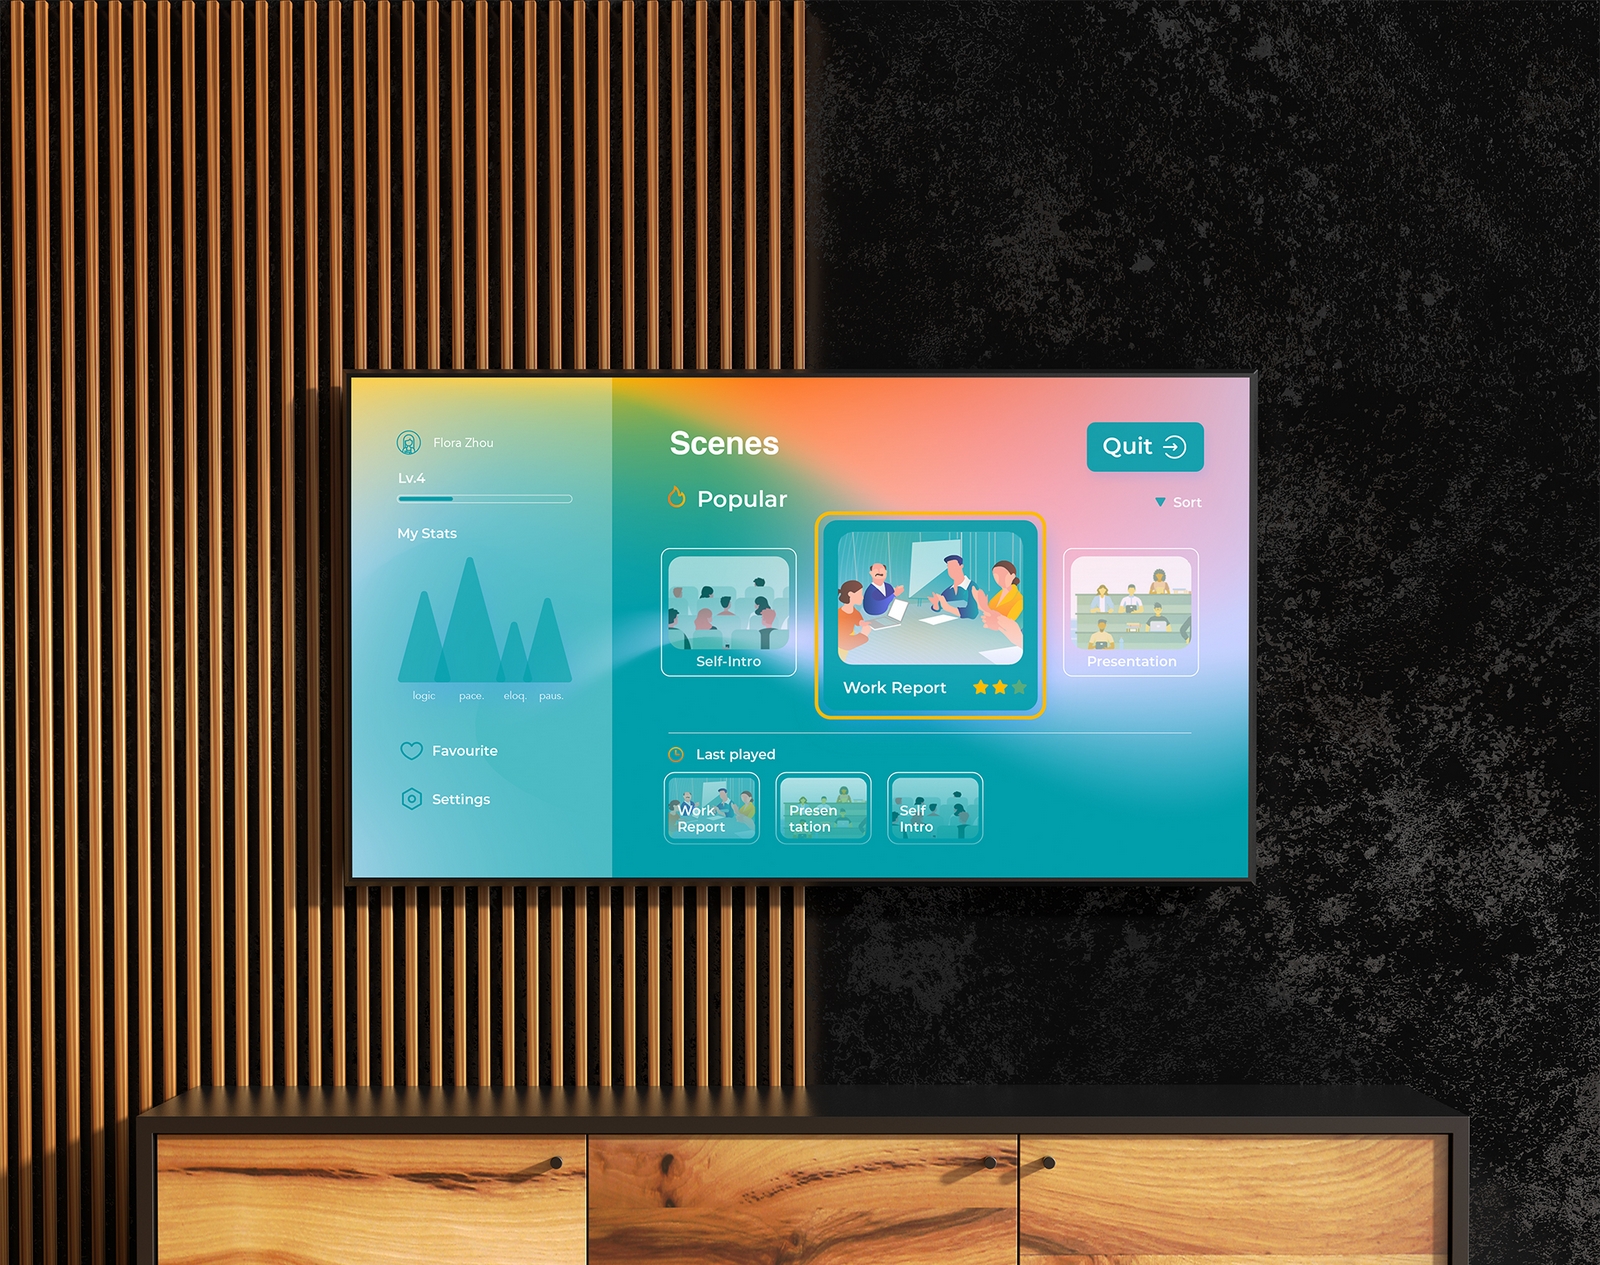 Flora Zhou
Lv.4
My Stats
logic
pace.
eloq.
paus.
Favourite
Settings
Scenes
Quit
Popular
Sort
Self-Intro
Work Report
Presentation
Last played
Work
Report
Presen
tation
Self
Intro